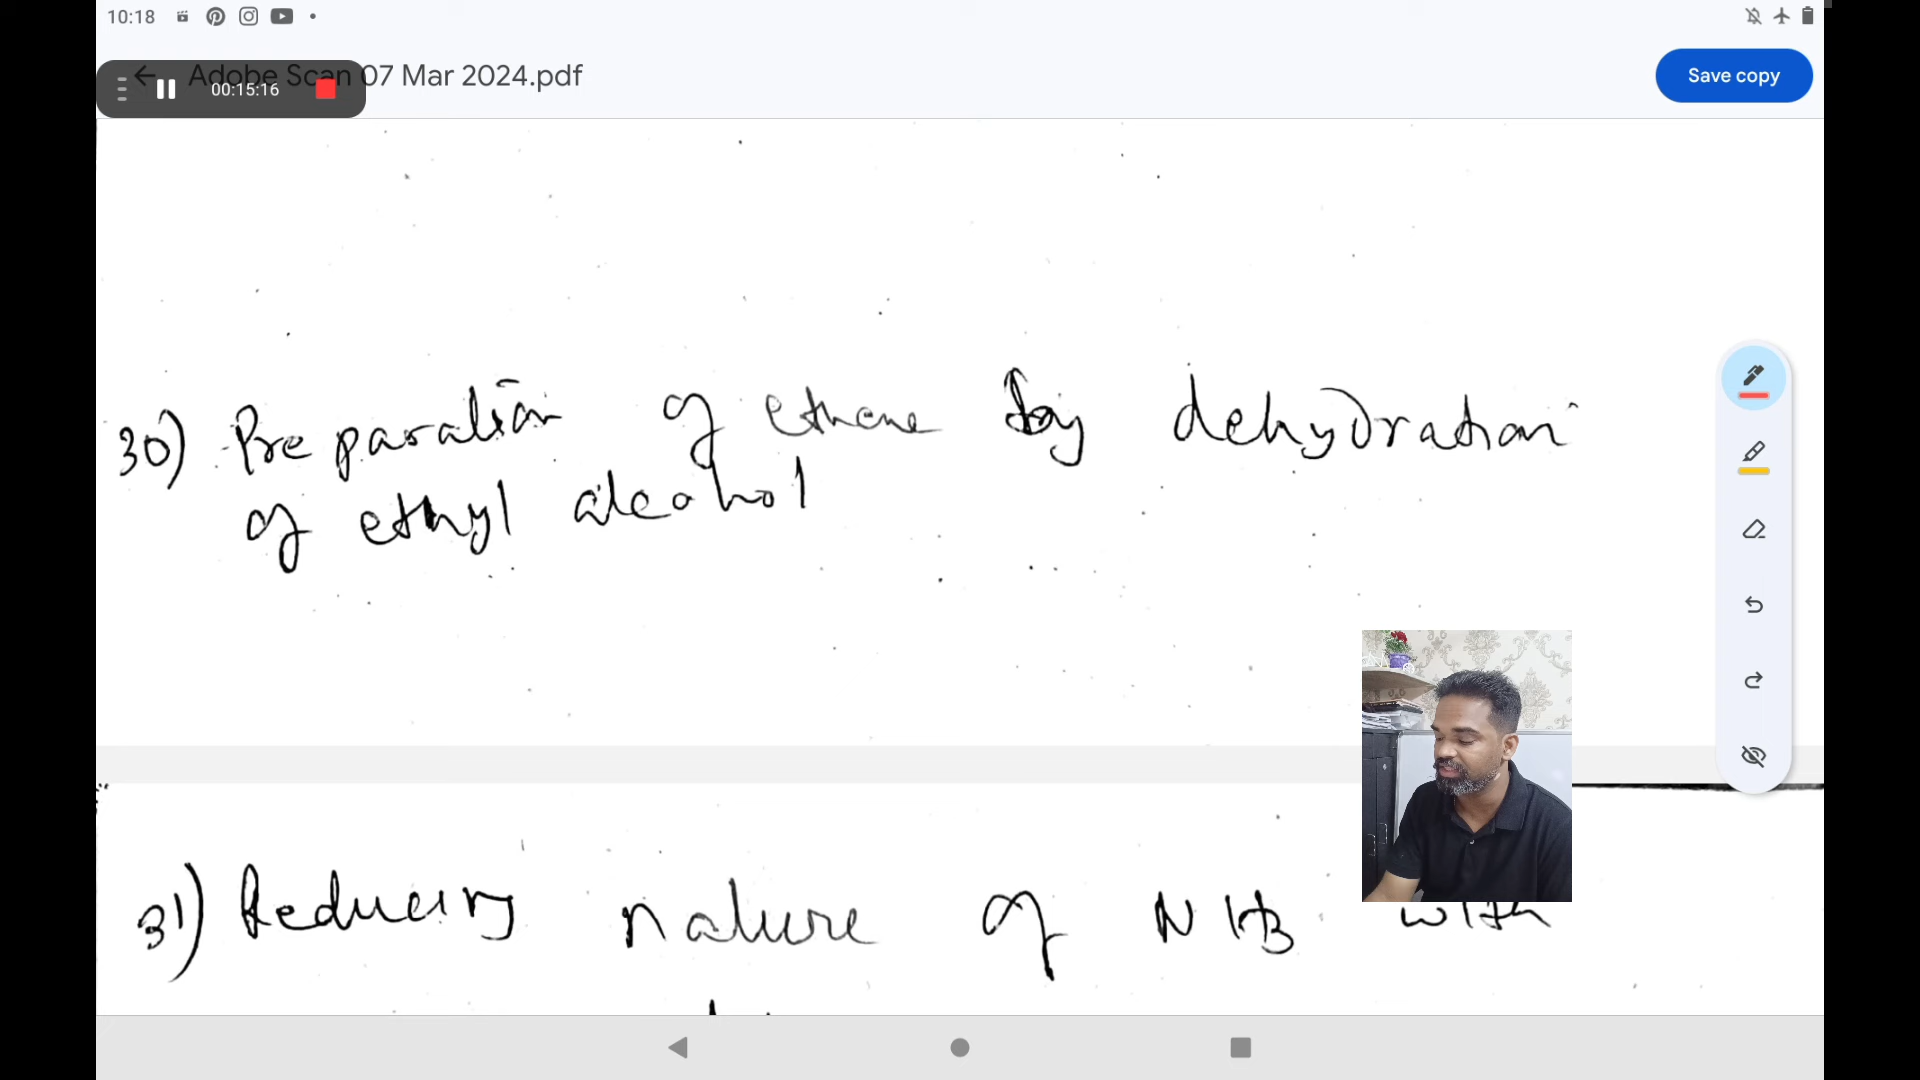 10:18
Adobe Scan 07 Mar 2024.pdf
00:15:16
Save copy
30) Preparation of ethene by dehydration
of ethyl alcohol
31) Reducing nature of NH3 with